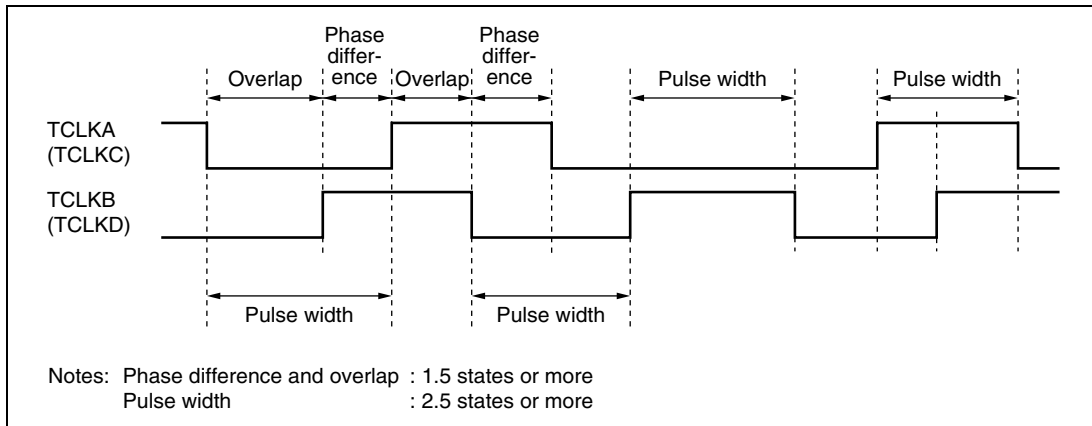 Phase differ- ence
Phase differ- ence
Overlap
Overlap
Pulse width
Pulse width
TCLKA
(TCLKC)
TCLKB
(TCLKD)
Pulse width
Pulse width
Notes: Phase difference and overlap : 1.5 states or more
Pulse width : 2.5 states or more